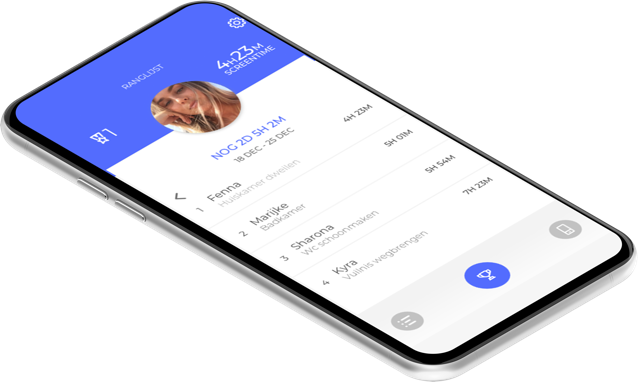 RANGLIJST
1
4H23M
SCREENTIME
NOG 2D 5H 2M
18 DEC - 25 DEC
1 Fenna 4H 23M
Huiskamer dweilen
2 Marijke 5H 01M
Badkamer
3 Sharona 5H 54M
Wc schoonmaken
4 Kyra 7H 23M
Vuilnis wegbrengen